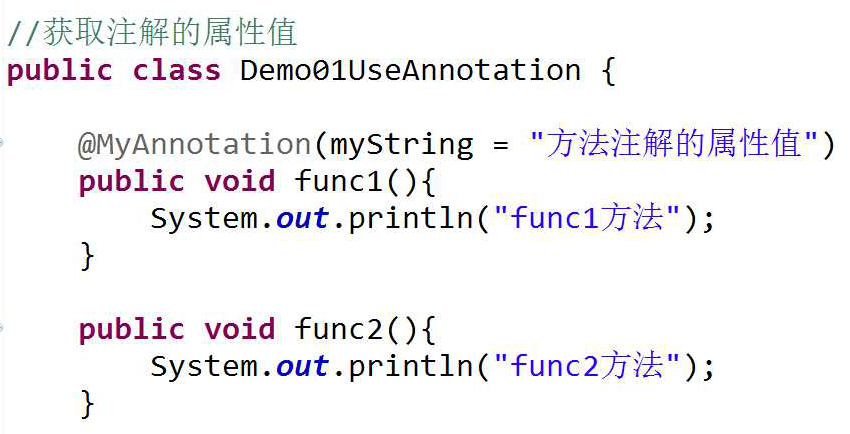 //获取注解的属性值
public class Demo01UseAnnotation {
@MyAnnotation(myString = "方法注解的属性值")
public void func1(){
System.out.println("func1方法");
}
public void func2(){
System.out.println("func2方法");
}